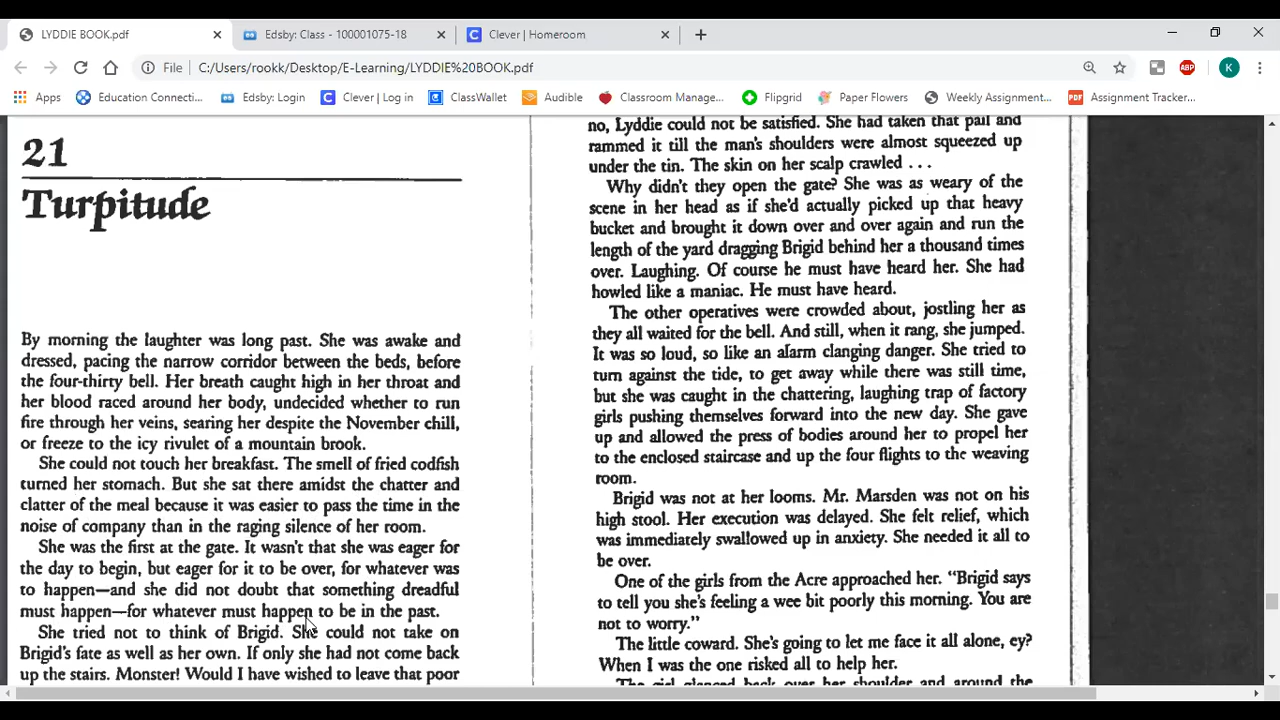 LYDDIE BOOK.pdf
Edsby: Class - 100001075-18
Clever | Homeroom
File
C:/Users/rookk/Desktop/E-Learning/LYDDIE%20BOOK.pdf
ABP
K
Apps
Education Connecti...
Edsby: Login
Clever | Log in
ClassWallet
Audible
Classroom Manage...
Flipgrid
Paper Flowers
Weekly Assignment...
PDF
Assignment Tracker...
21
Turpitude
By morning the laughter was long past. She was awake and
dressed, pacing the narrow corridor between the beds, before
the four-thirty bell. Her breath caught high in her throat and
her blood raced around her body, undecided whether to run
fire through her veins, searing her despite the November chill,
or freeze to the icy rivulet of a mountain brook.
She could not touch her breakfast. The smell of fried codfish
turned her stomach. But she sat there amidst the chatter and
clatter of the meal because it was easier to pass the time in the
noise of company than in the raging silence of her room.
She was the first at the gate. It wasn't that she was eager for
the day to begin, but eager for it to be over, for whatever was
to happen—and she did not doubt that something dreadful
must happen—for whatever must happen to be in the past.
She tried not to think of Brigid. She could not take on
Brigid's fate as well as her own. If only she had not come back
up the stairs. Monster! Would I have wished to leave that poor
no, Lyddie could not be satisfied. She had taken that pail and
rammed it till the man's shoulders were almost squeezed up
under the tin. The skin on her scalp crawled . . .
Why didn't they open the gate? She was as weary of the
scene in her head as if she'd actually picked up that heavy
bucket and brought it down over and over again and run the
length of the yard dragging Brigid behind her a thousand times
over. Laughing. Of course he must have heard her. She had
howled like a maniac. He must have heard.
The other operatives were crowded about, jostling her as
they all waited for the bell. And still, when it rang, she jumped.
It was so loud, so like an alarm clanging danger. She tried to
turn against the tide, to get away while there was still time,
but she was caught in the chattering, laughing trap of factory
girls pushing themselves forward into the new day. She gave
up and allowed the press of bodies around her to propel her
to the enclosed staircase and up the four flights to the weaving
room.
Brigid was not at her looms. Mr. Marsden was not on his
high stool. Her execution was delayed. She felt relief, which
was immediately swallowed up in anxiety. She needed it all to
be over.
One of the girls from the Acre approached her. "Brigid says
to tell you she's feeling a wee bit poorly this morning. You are
not to worry."
The little coward. She's going to let me face it all alone, ey?
When I was the one risked all to help her.
The girl glanced back over her shoulder and around the